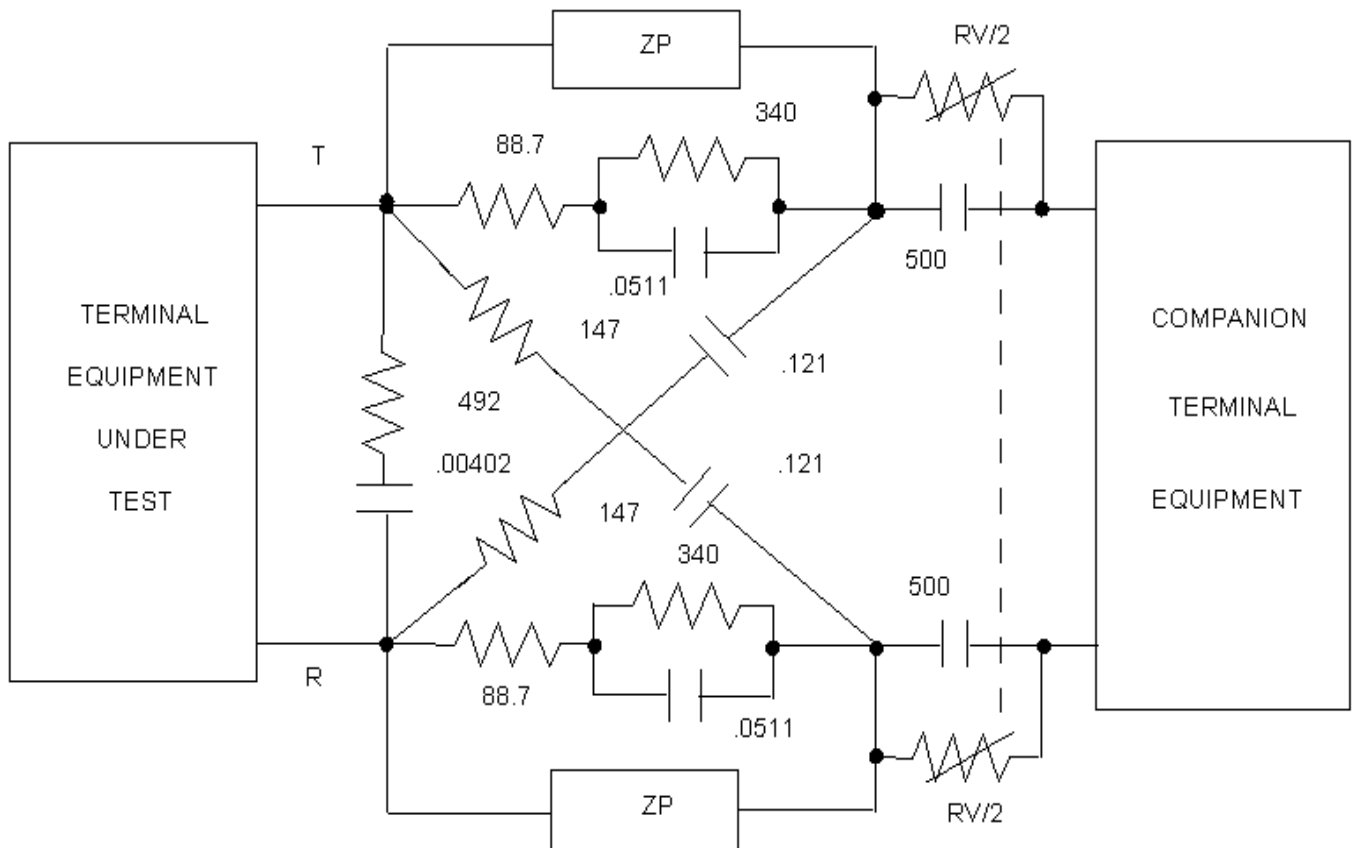 ZP
RV/2
340
88.7
T
500
.0511
147
.121
TERMINAL
EQUIPMENT
UNDER
TEST
COMPANION
TERMINAL
EQUIPMENT
492
.00402
.121
147
340
500
R
88.7
.0511
ZP
RV/2